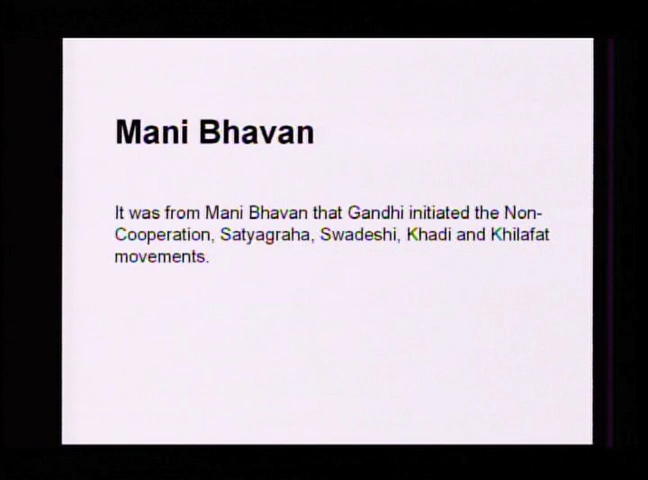 Mani Bhavan
It was from Mani Bhavan that Gandhi initiated the Non-
Cooperation, Satyagraha, Swadeshi, Khadi and Khilafat
movements.